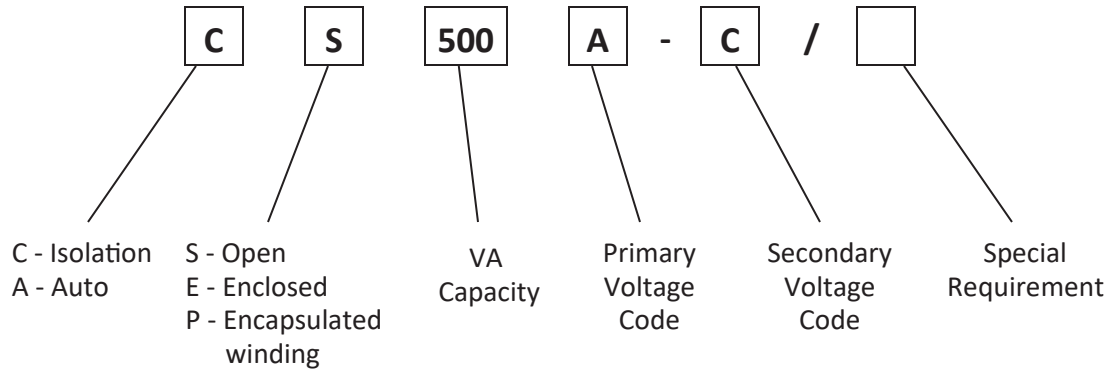 C S 500 A - C /
C - Isolation
A - Auto
S - Open
E - Enclosed
P - Encapsulated
winding
VA
Capacity
Primary
Voltage
Code
Secondary
Voltage
Code
Special
Requirement